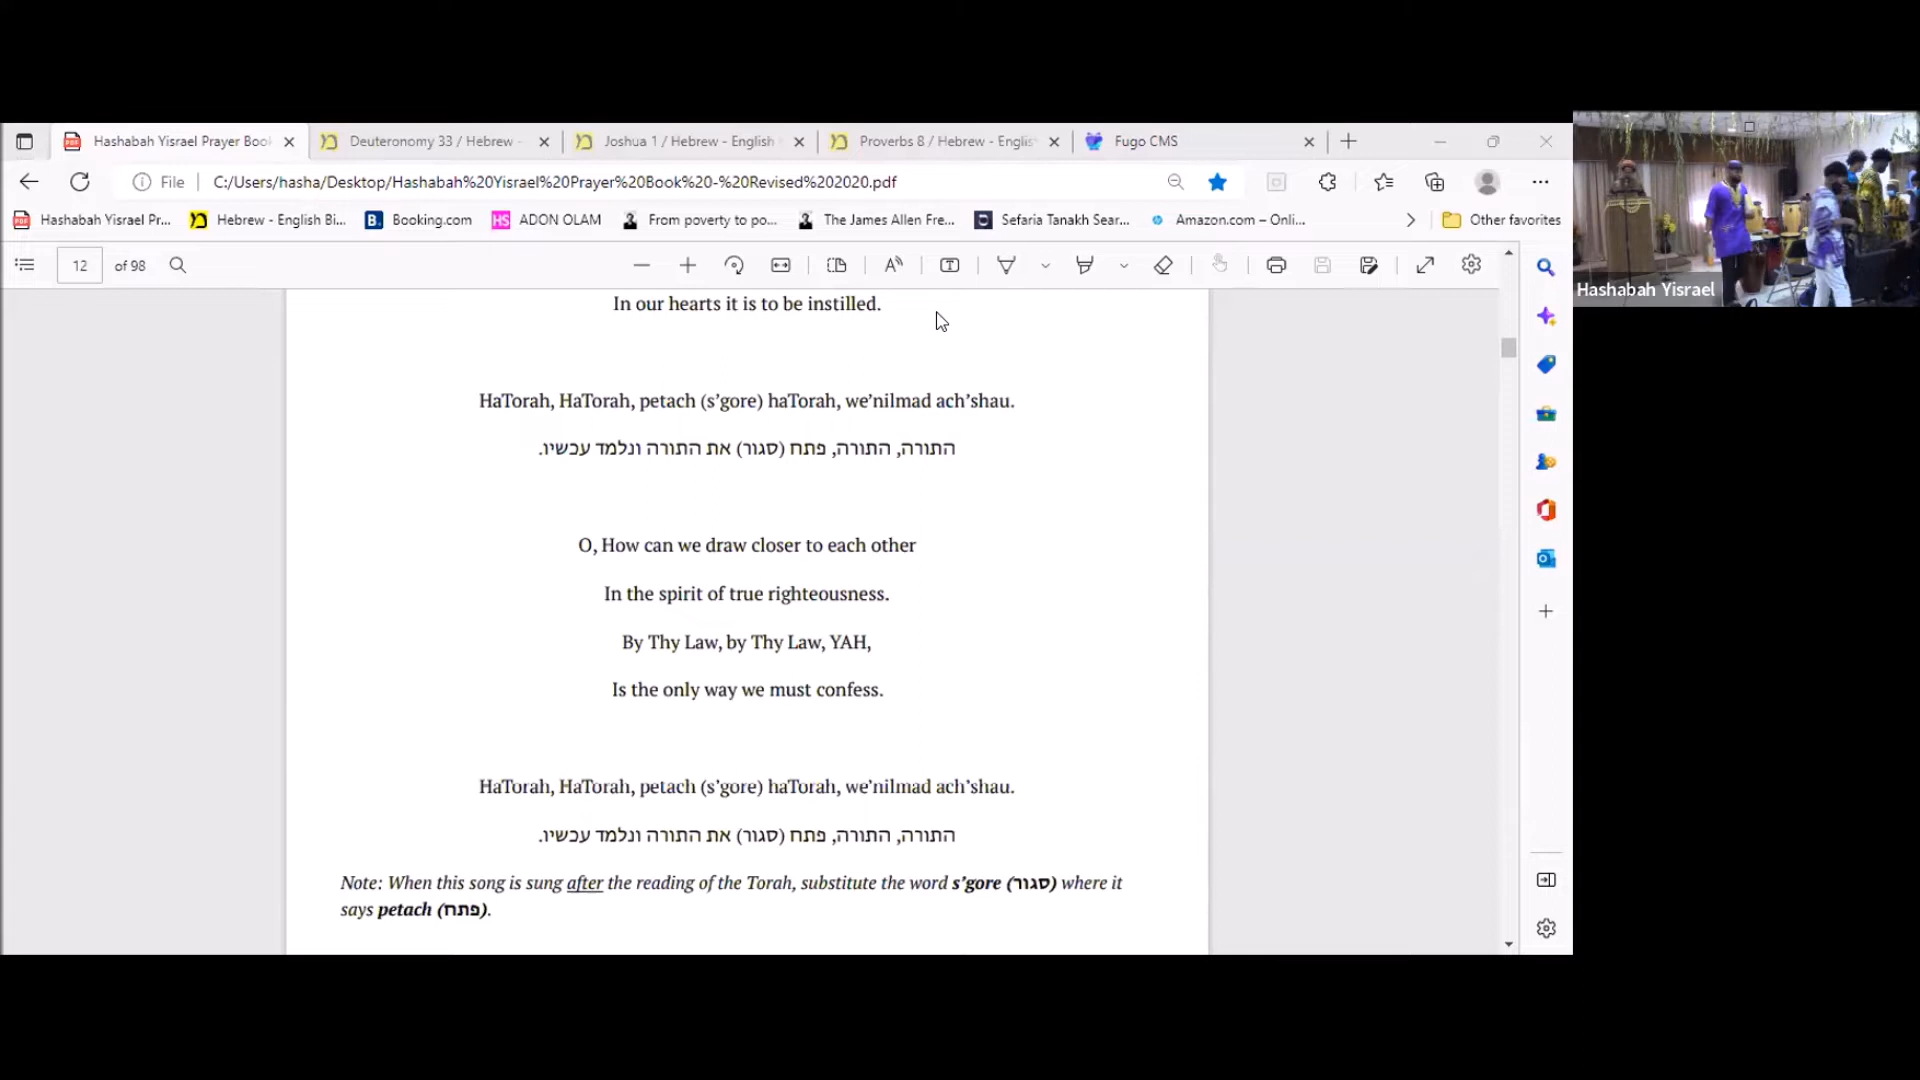 Hashabah Yisrael Prayer Boo
Deuteronomy 33 / Hebrew -
Joshua 1 / Hebrew - English
Proverbs 8 / Hebrew - Englis
Fugo CMS
File
C:/Users/hasha/Desktop/Hashabah%20Yisrael%20Prayer%20Book%20-%20Revised%202020.pdf
Hashabah Yisrael Pr...
Hebrew - English Bi...
Booking.com
ADON OLAM
From poverty to po...
The James Allen Fre...
Sefaria Tanakh Sear...
Amazon.com – Onli...
Other favorites
12 of 98
In our hearts it is to be instilled.
HaTorah, HaTorah, petach (s’gore) haTorah, we’nilmad ach’shau.
התורה, התורה, פתח (סגור) את התורה ונלמד עכשיו.
O, How can we draw closer to each other
In the spirit of true righteousness.
By Thy Law, by Thy Law, YAH,
Is the only way we must confess.
HaTorah, HaTorah, petach (s’gore) haTorah, we’nilmad ach’shau.
התורה, התורה, פתח (סגור) את התורה ונלמד עכשיו.
Note: When this song is sung after the reading of the Torah, substitute the word s’gore (סגור) where it
says petach (פתח).
Hashabah Yisrael